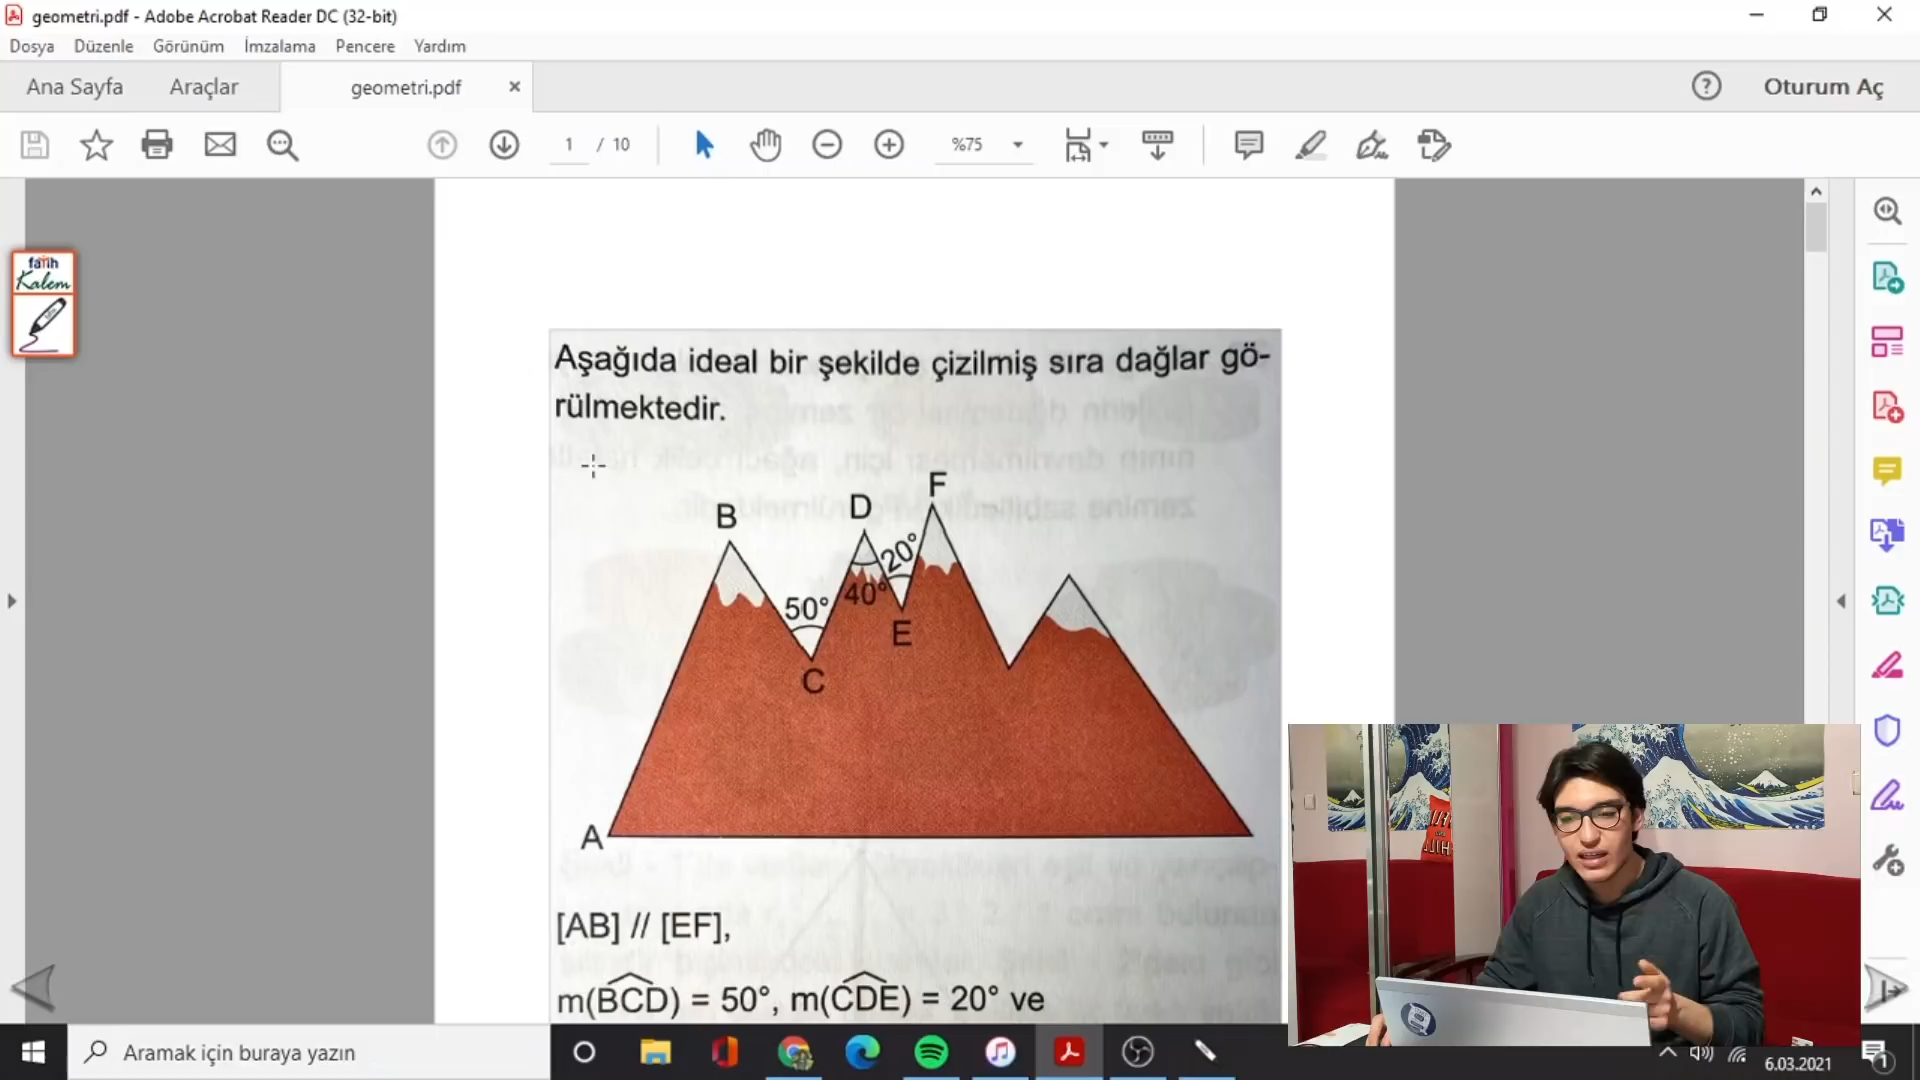 geometri.pdf - Adobe Acrobat Reader DC (32-bit)
Dosya Düzenle Görünüm İmzalama Pencere Yardım
Ana Sayfa Araçlar geometri.pdf Oturum Aç
1 / 10 %75
fatih
Kalem
Aşağıda ideal bir şekilde çizilmiş sıra dağlar gö-
rülmektedir.
F
D
B
20°
40°
50°
E
C
A
[AB] // [EF],
m(BCD) = 50°, m(CDE) = 20° ve
Aramak için buraya yazın
6.03.2021
1